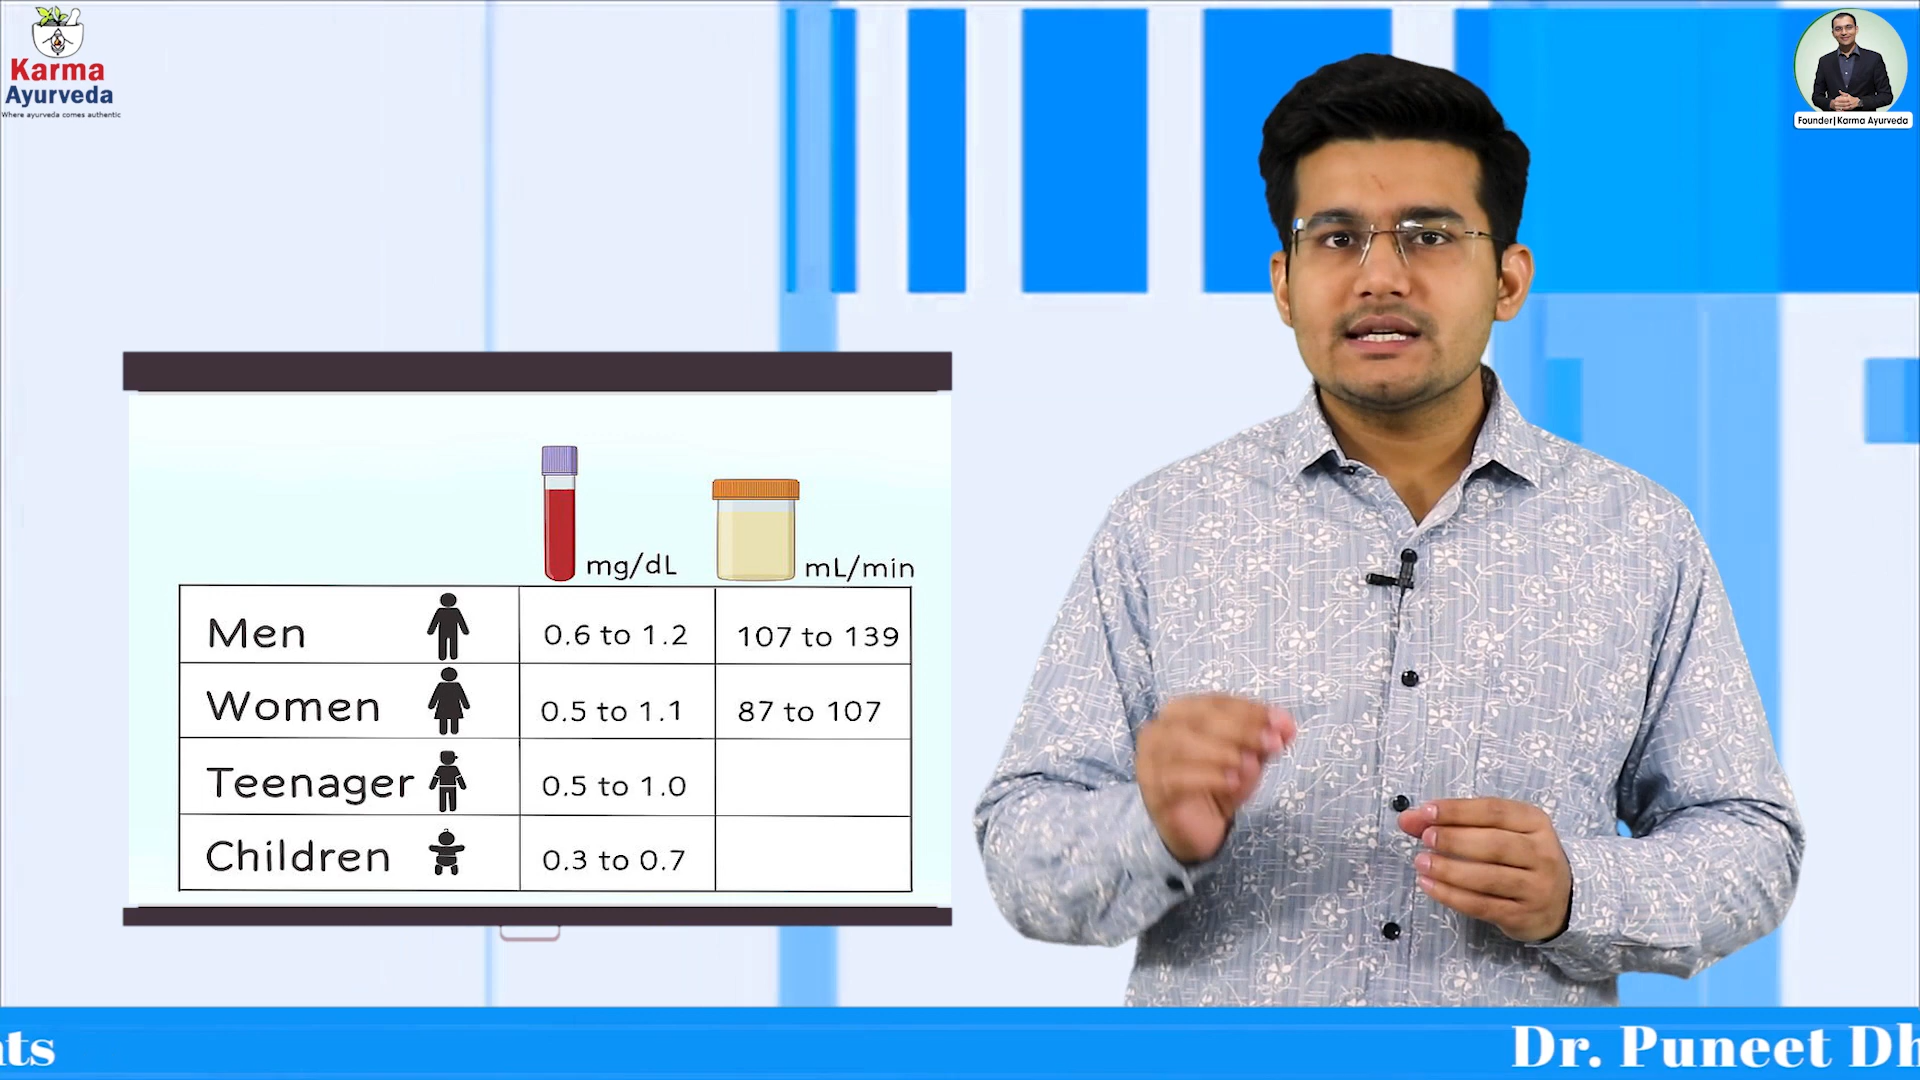 Karma
Ayurveda
Where ayurveda comes authentic
Founder|Karma Ayurveda
mg/dL mL/min
Men 0.6 to 1.2 107 to 139
Women 0.5 to 1.1 87 to 107
Teenager 0.5 to 1.0
Children 0.3 to 0.7
ts Dr. Puneet Dh